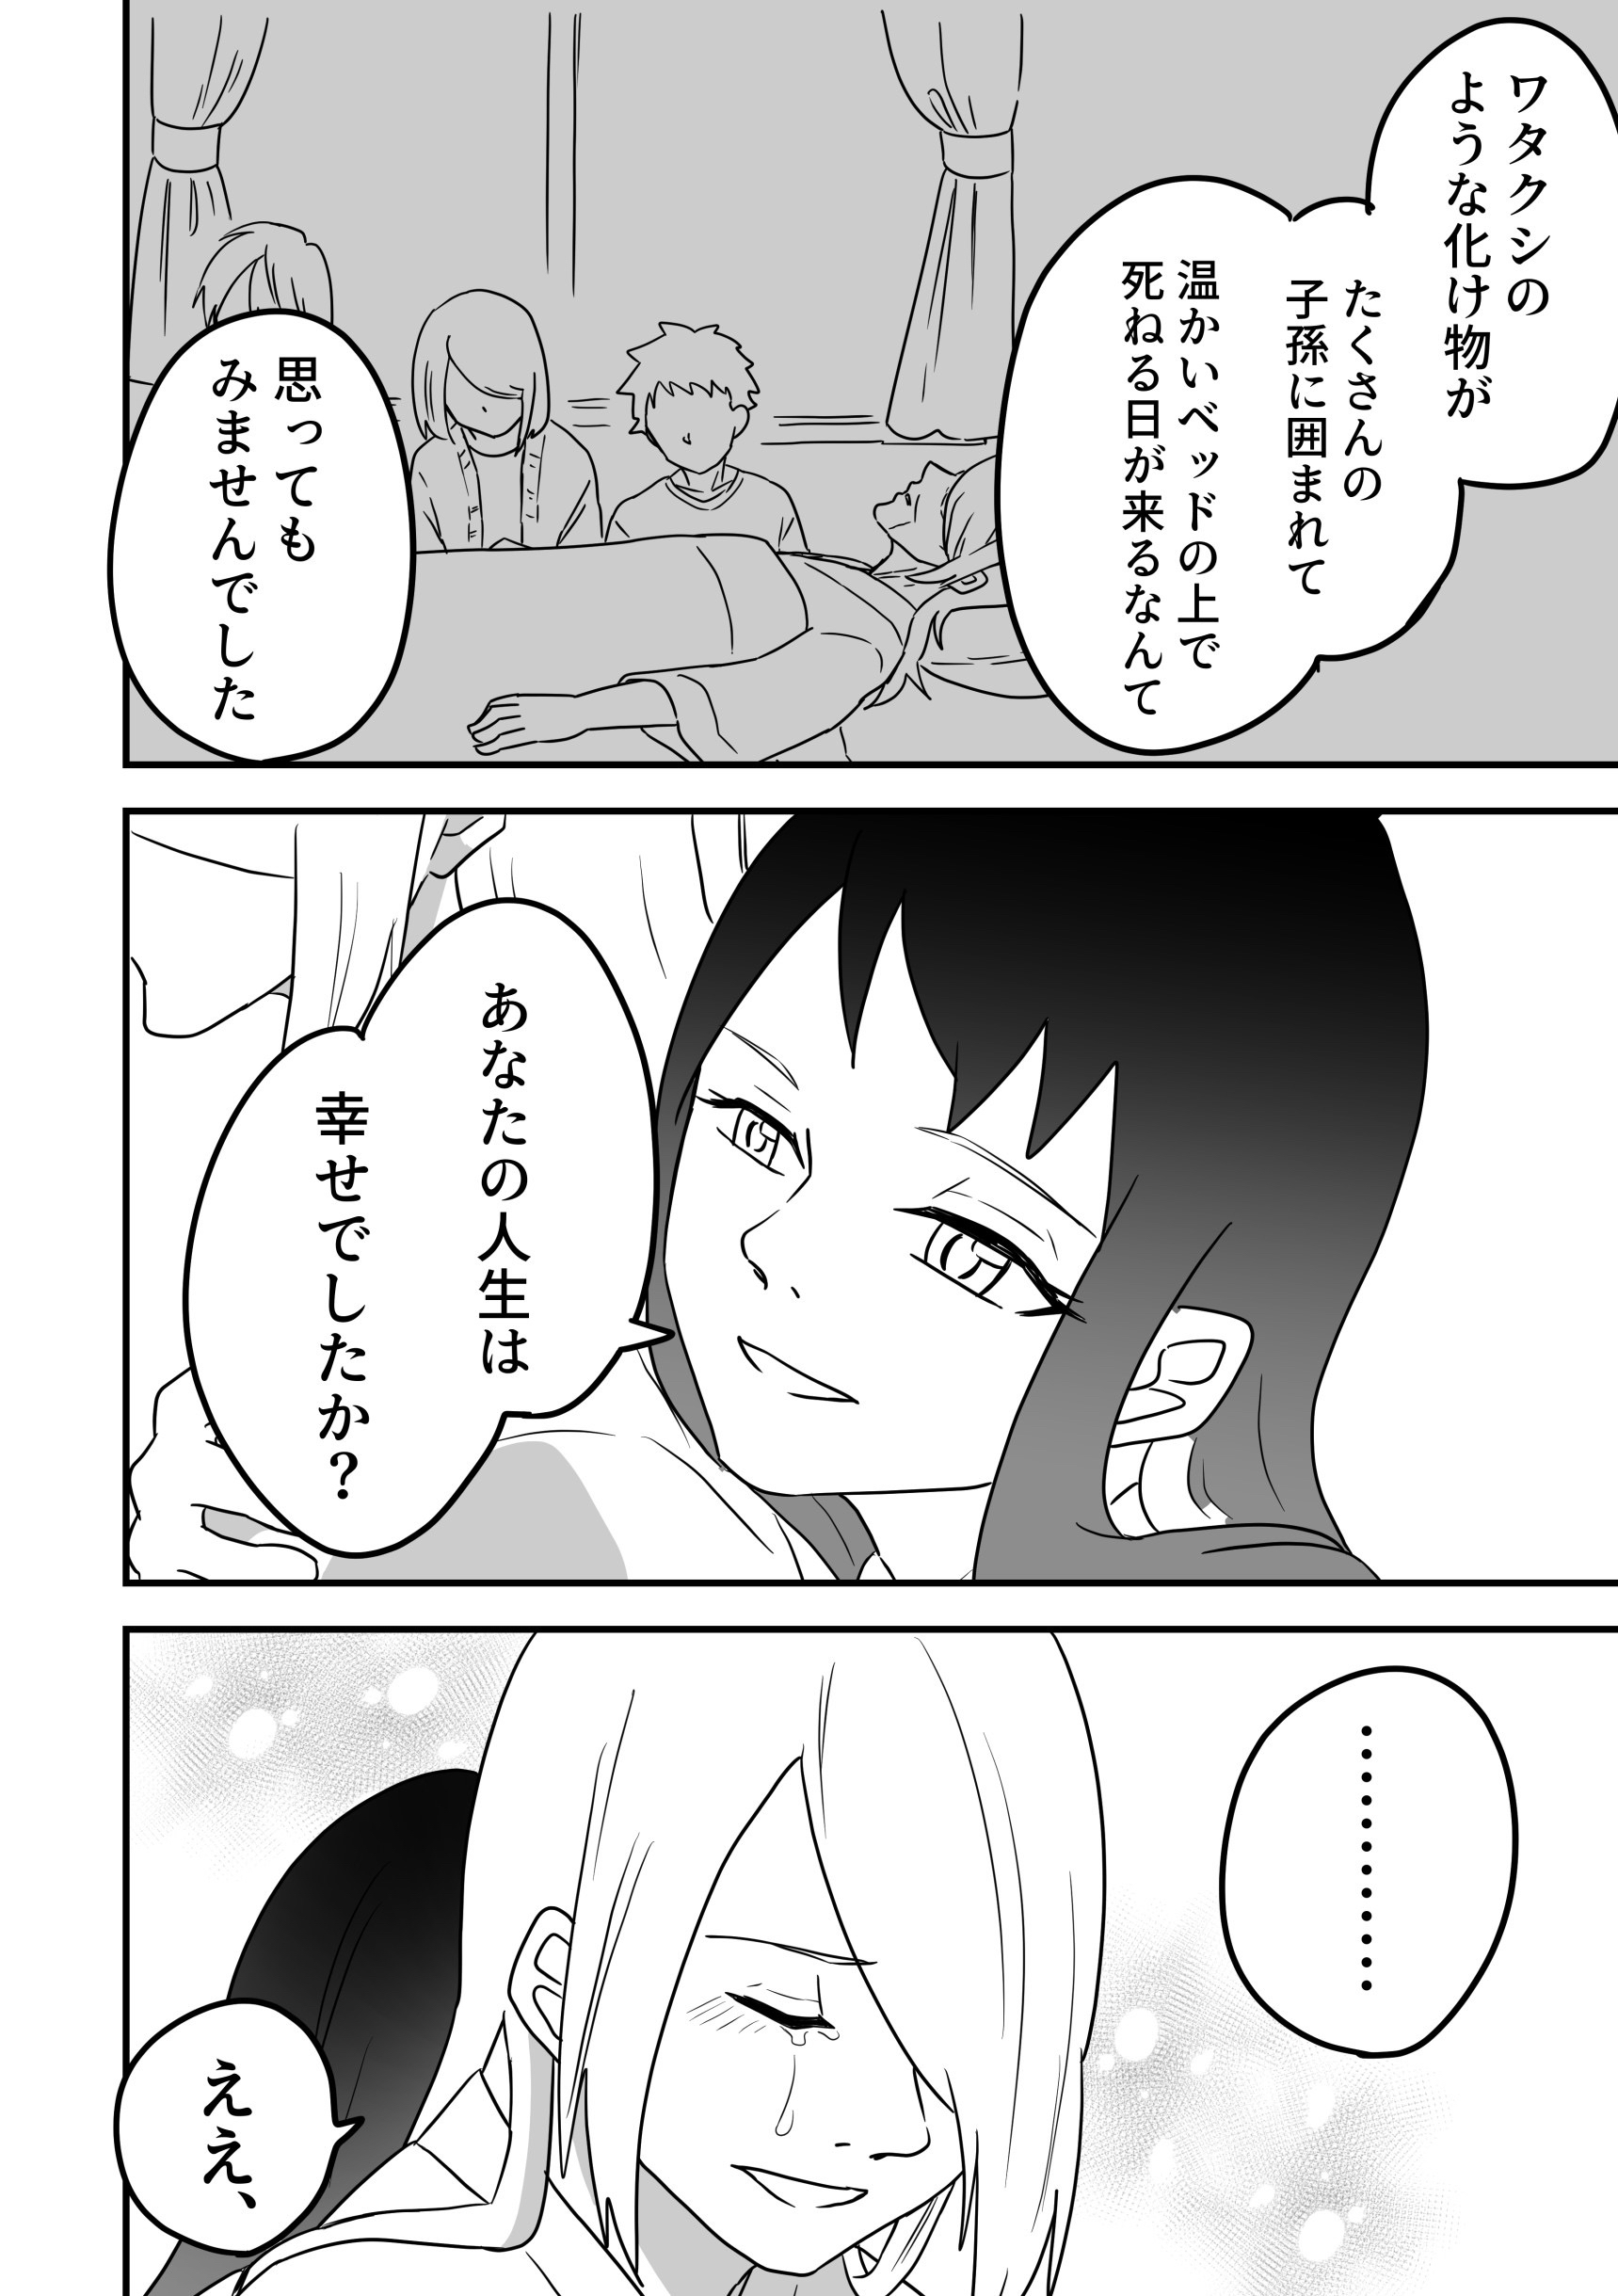 ワタクシの
ような化け物が
たくさんの
子孫に囲まれて
温かいベッドの上で
死ねる日が来るなんて
思っても
みませんでした
あなたの人生は
幸せでしたか？
…………
ええ、